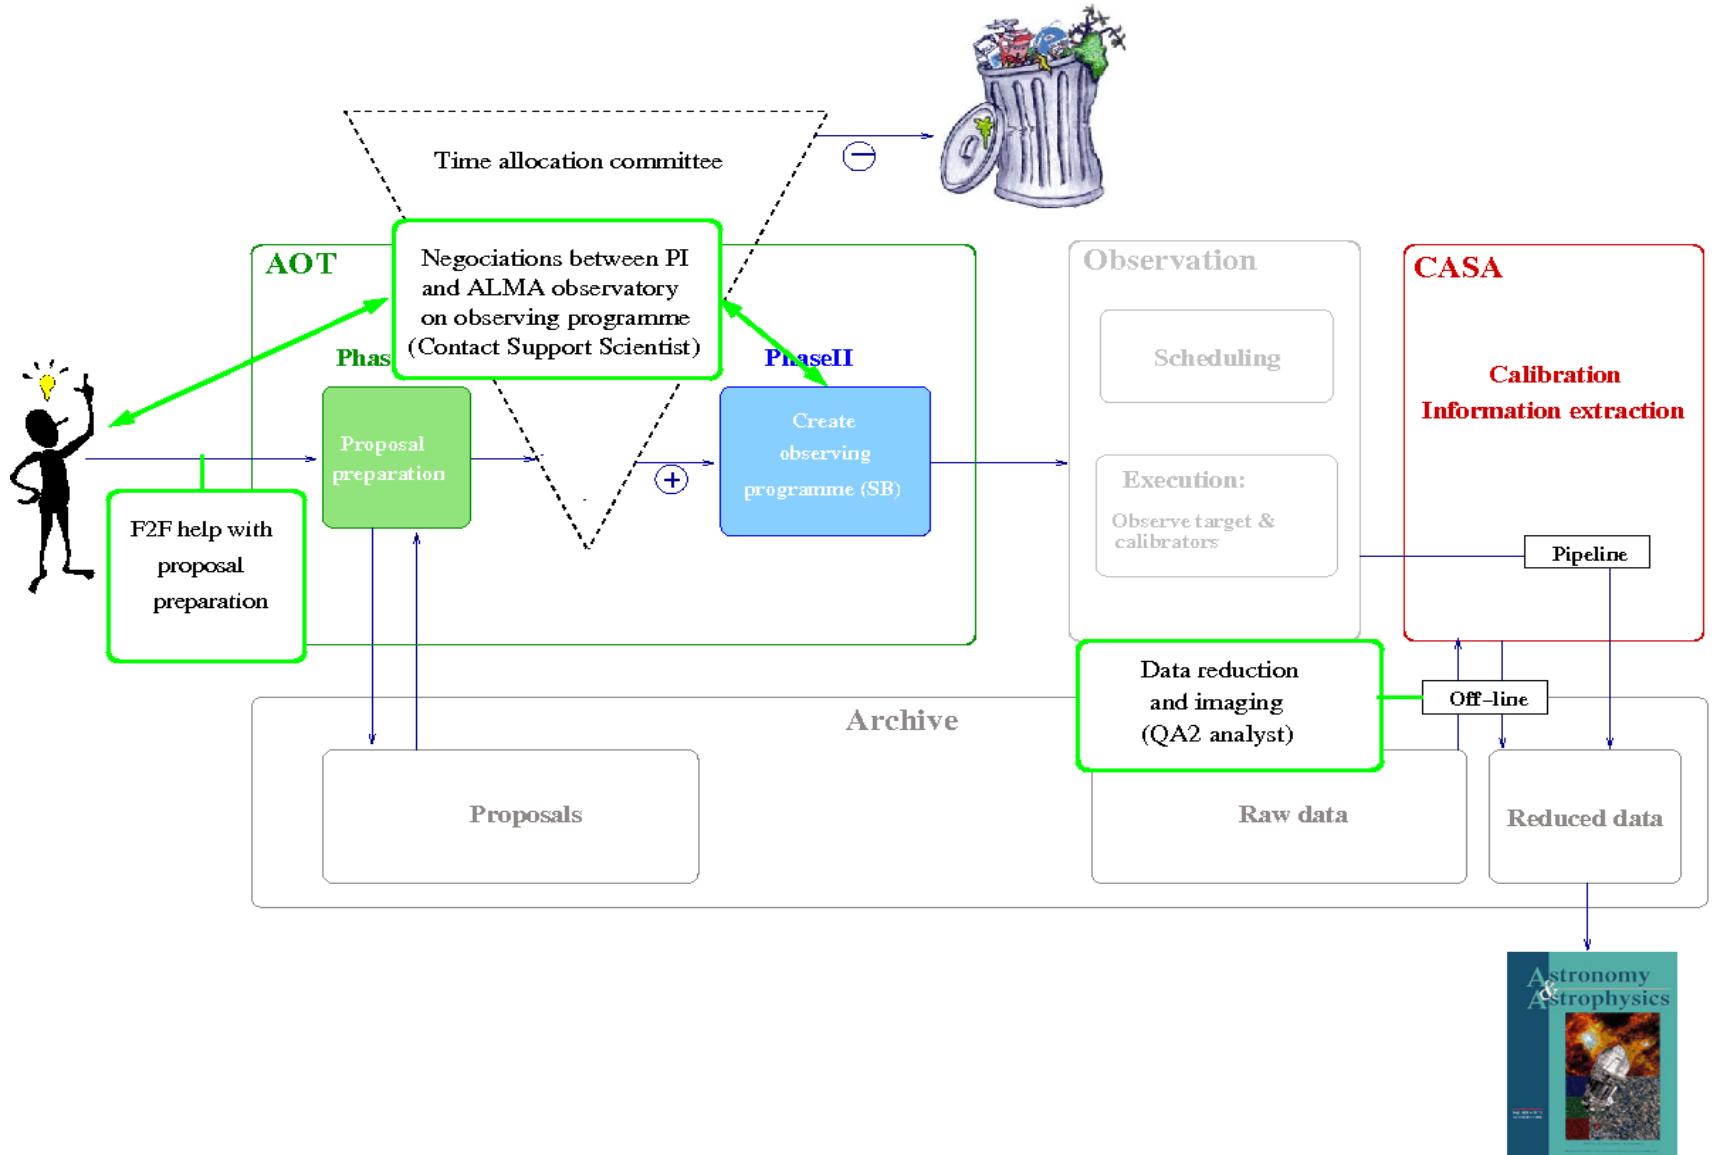 Time allocation committee
−
AOT
Negociations between PI
and ALMA observatory
on observing programme
(Contact Support Scientist)
Phas
PhaseII
Proposal
preparation
+
Create
observing
programme (SB)
F2F help with
proposal
preparation
Observation
Scheduling
Execution:
Observe target &
calibrators
CASA
Calibration
Information extraction
Pipeline
Data reduction
and imaging
(QA2 analyst)
Off-line
Archive
Proposals
Raw data
Reduced data
Astronomy
&
Astrophysics